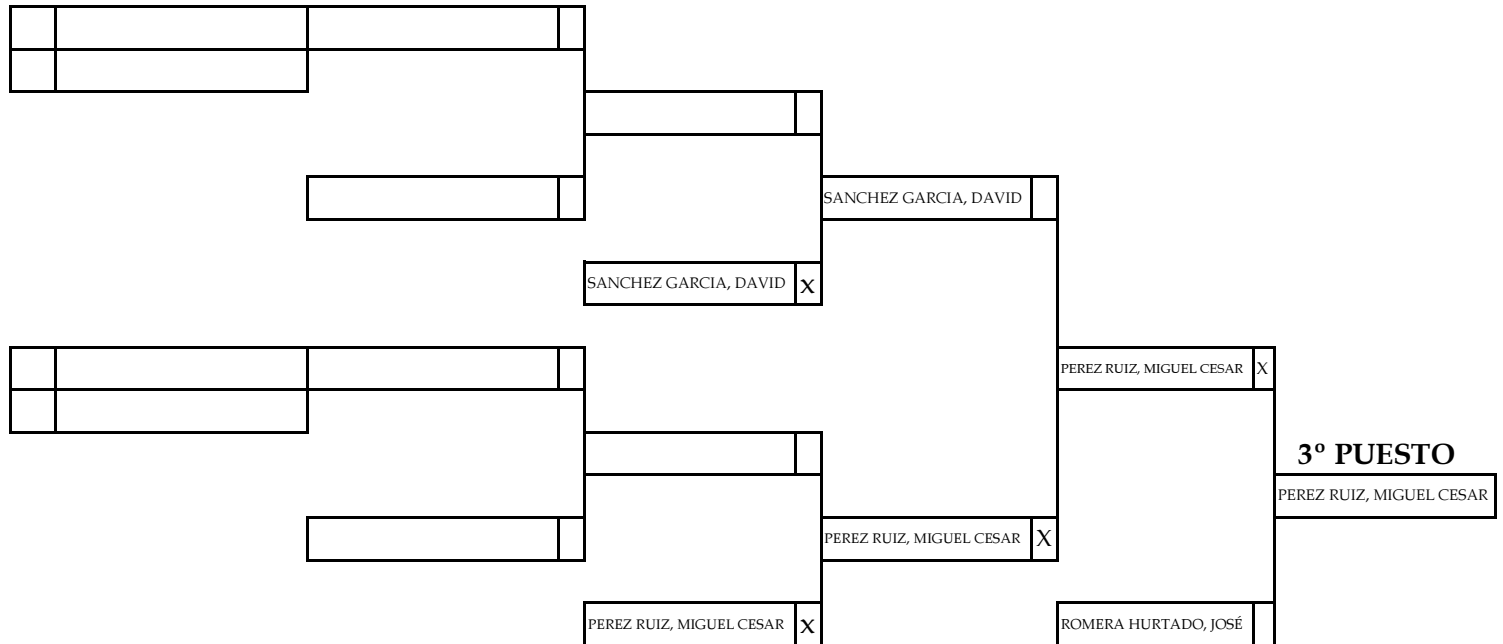 SANCHEZ GARCIA, DAVID
SANCHEZ GARCIA, DAVID X
PEREZ RUIZ, MIGUEL CESAR X
3º PUESTO
PEREZ RUIZ, MIGUEL CESAR
PEREZ RUIZ, MIGUEL CESAR X
PEREZ RUIZ, MIGUEL CESAR X
ROMERA HURTADO, JOSÉ